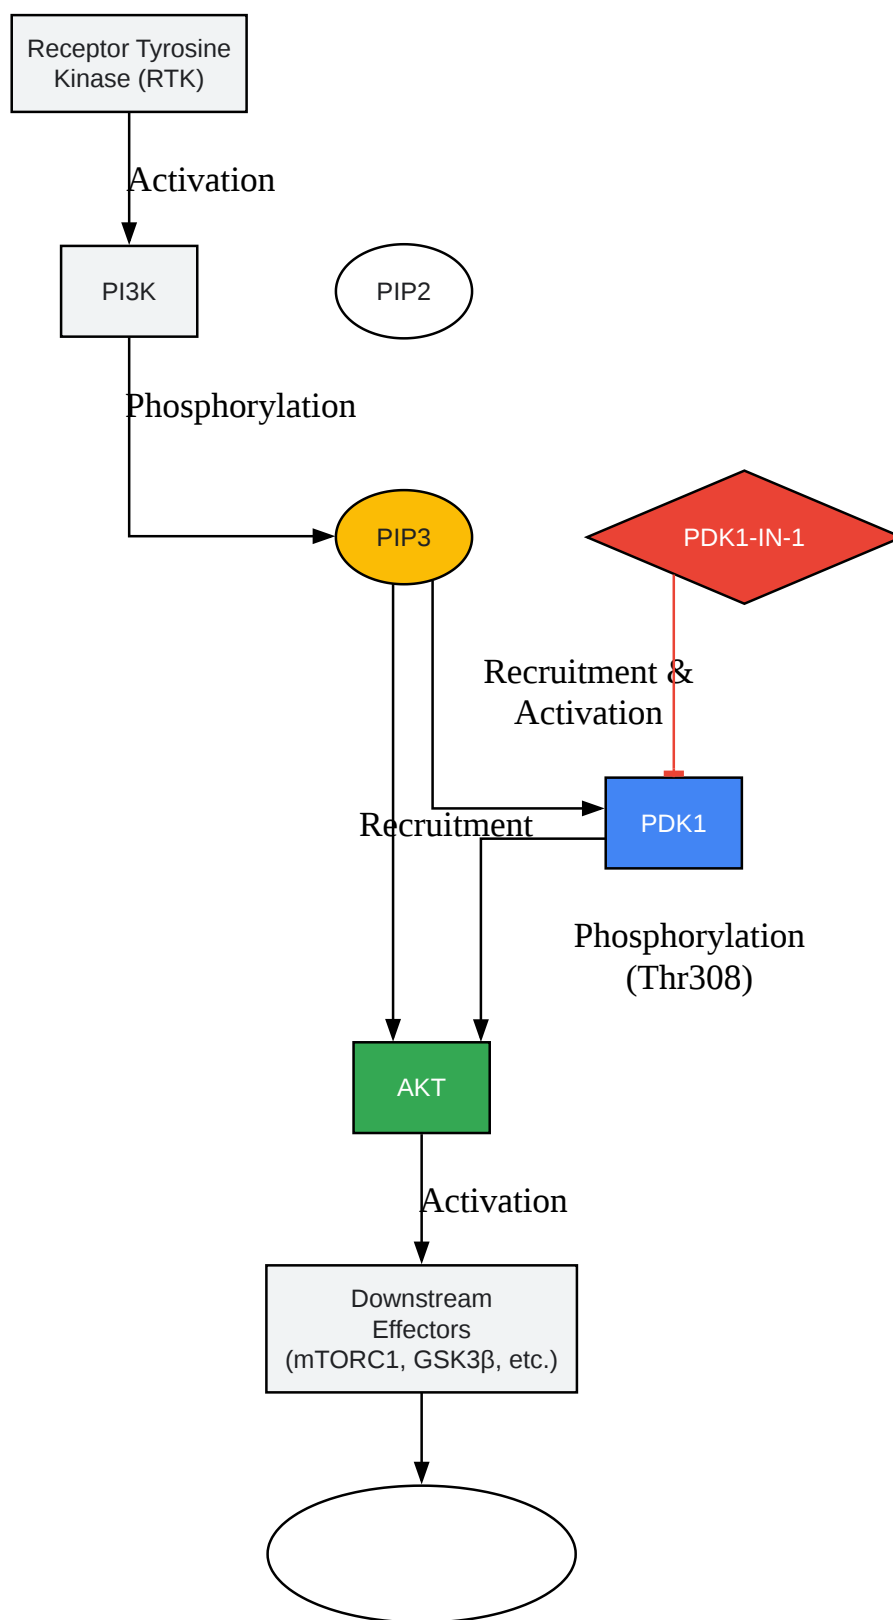 Receptor Tyrosine
Kinase (RTK)
Activation
PI3K
PIP2
Phosphorylation
PIP3
PDK1-IN-1
Recruitment &
Activation
Recruitment
PDK1
Phosphorylation
(Thr308)
AKT
Activation
Downstream
Effectors
(mTORC1, GSK3β, etc.)